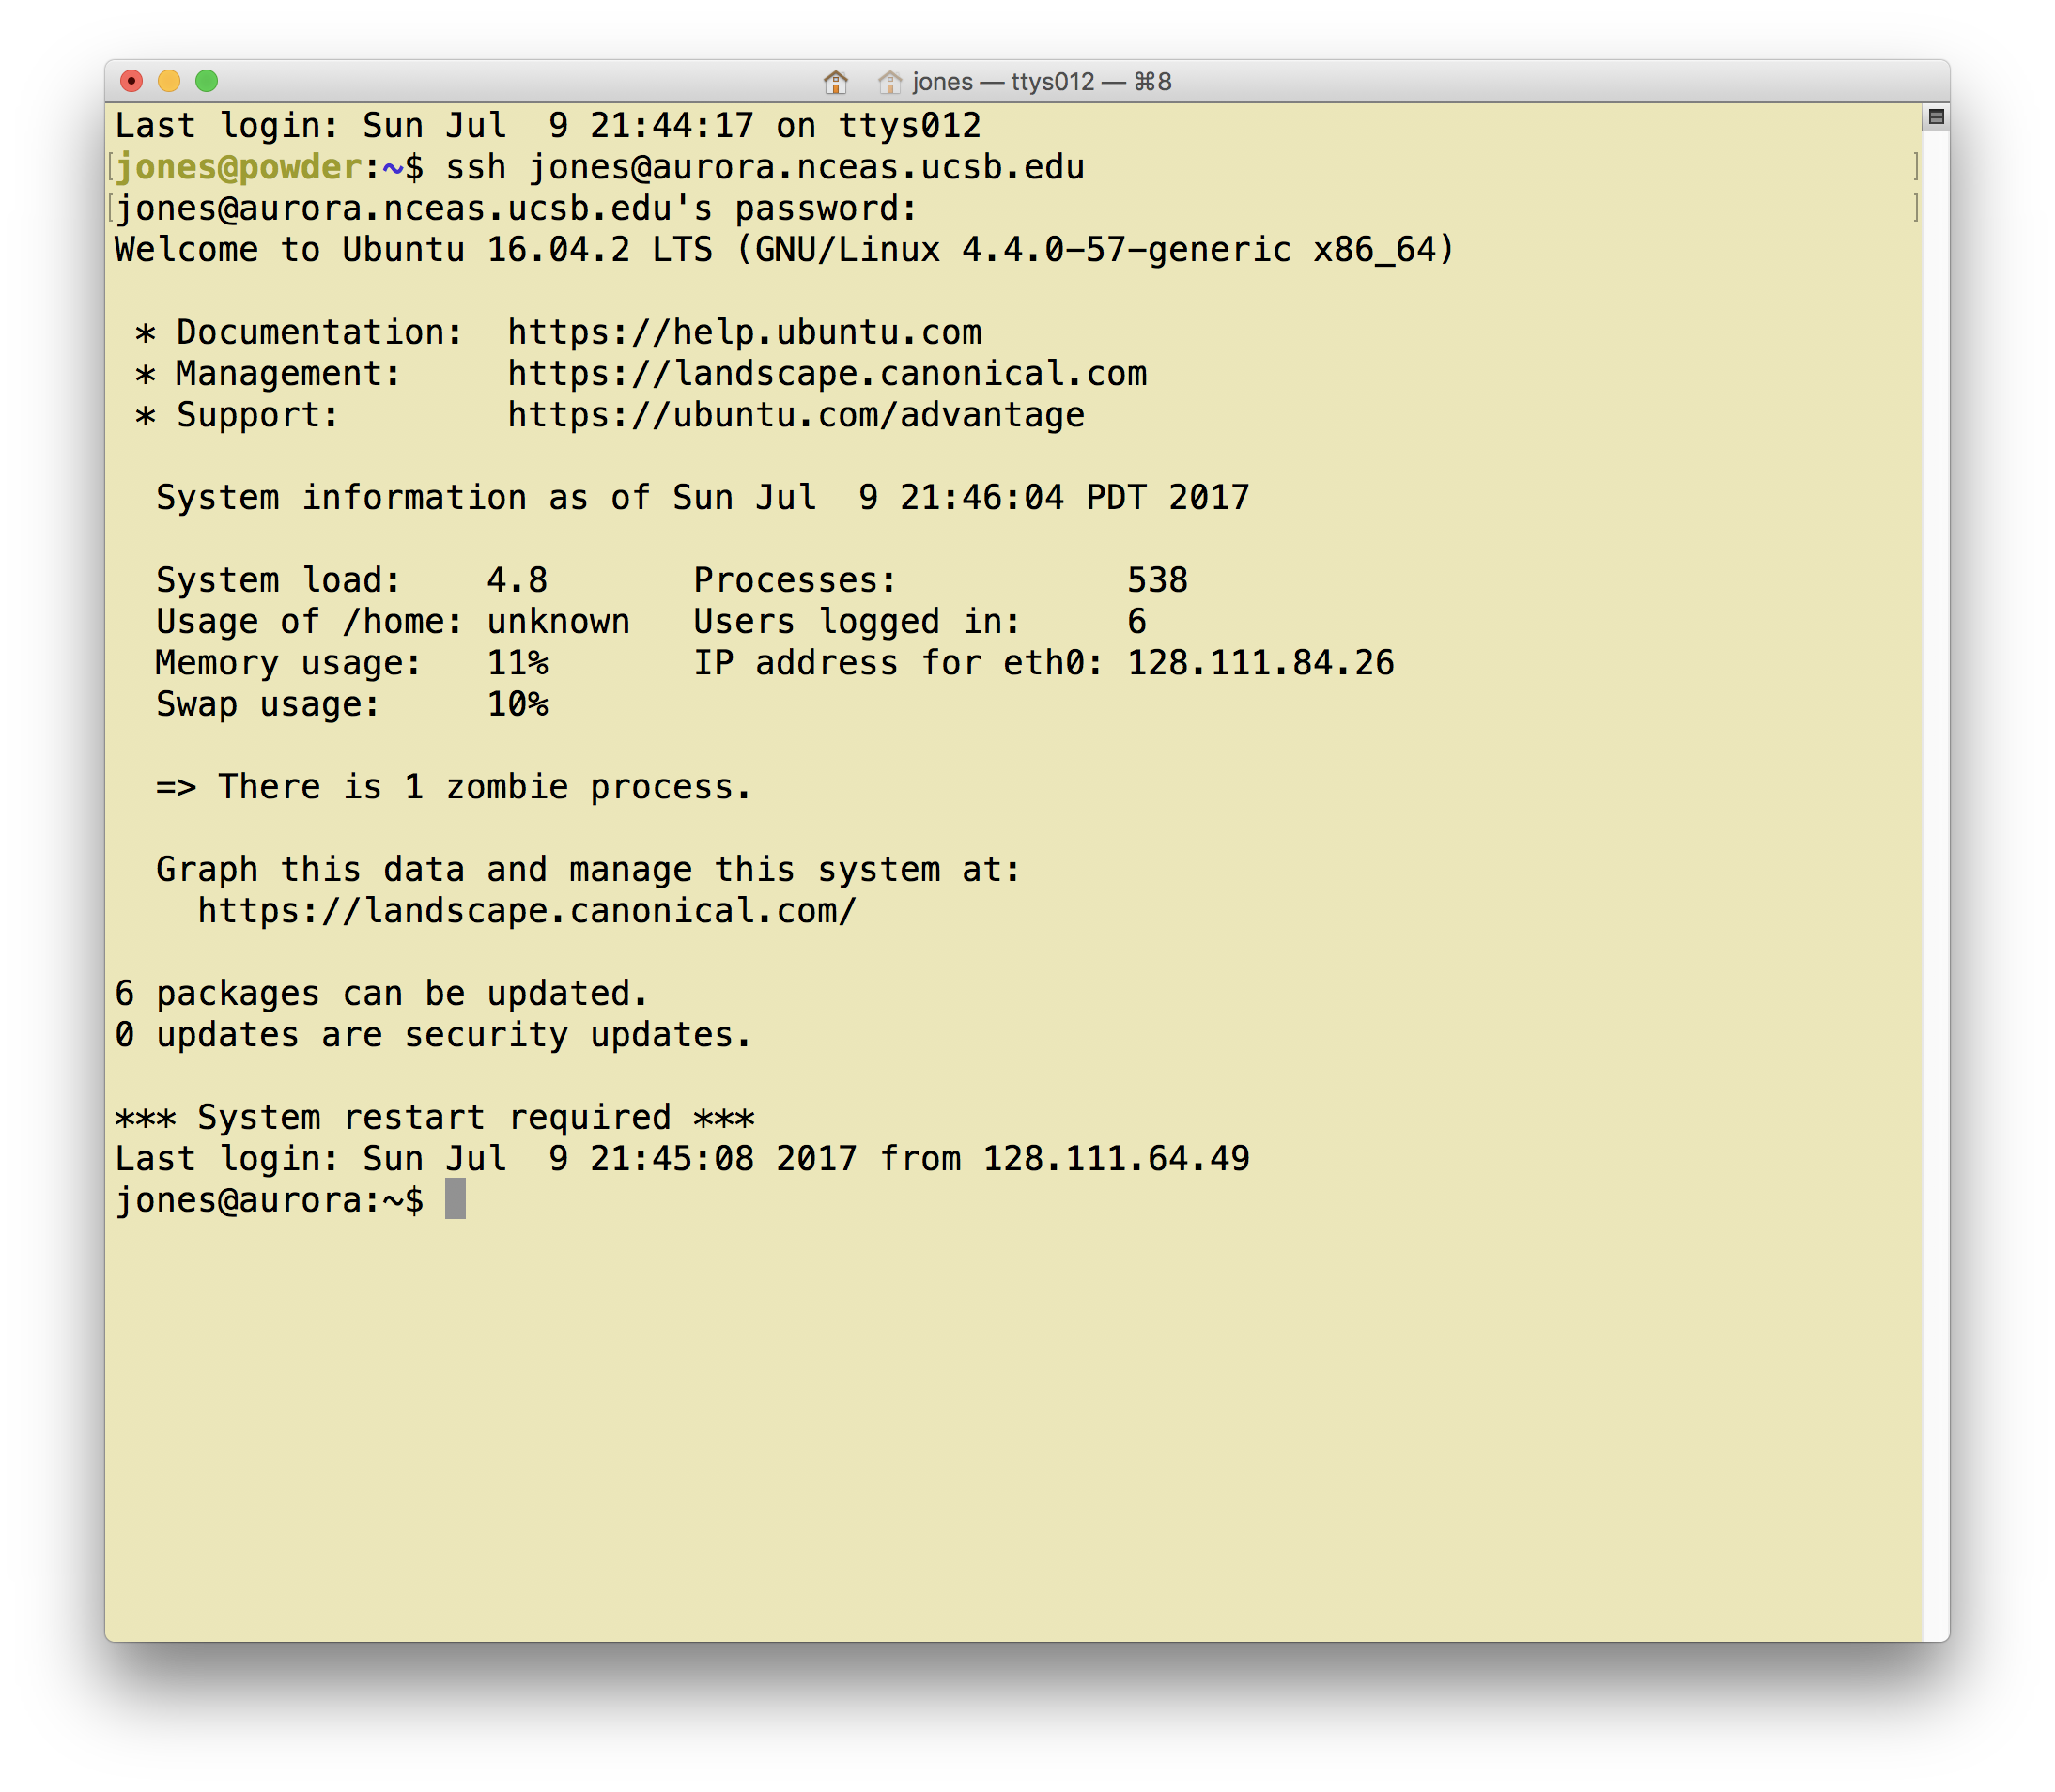 jones — ttys012 — ⌘8
Last login: Sun Jul  9 21:44:17 on ttys012
[jones@powder:~$ ssh jones@aurora.nceas.ucsb.edu ]
[jones@aurora.nceas.ucsb.edu's password: ]
Welcome to Ubuntu 16.04.2 LTS (GNU/Linux 4.4.0-57-generic x86_64)

 * Documentation:  https://help.ubuntu.com
 * Management:     https://landscape.canonical.com
 * Support:        https://ubuntu.com/advantage

  System information as of Sun Jul  9 21:46:04 PDT 2017

  System load:    4.8       Processes:           538
  Usage of /home: unknown   Users logged in:     6
  Memory usage:   11%       IP address for eth0: 128.111.84.26
  Swap usage:     10%

  => There is 1 zombie process.

  Graph this data and manage this system at:
    https://landscape.canonical.com/

6 packages can be updated.
0 updates are security updates.

*** System restart required ***
Last login: Sun Jul  9 21:45:08 2017 from 128.111.64.49
jones@aurora:~$